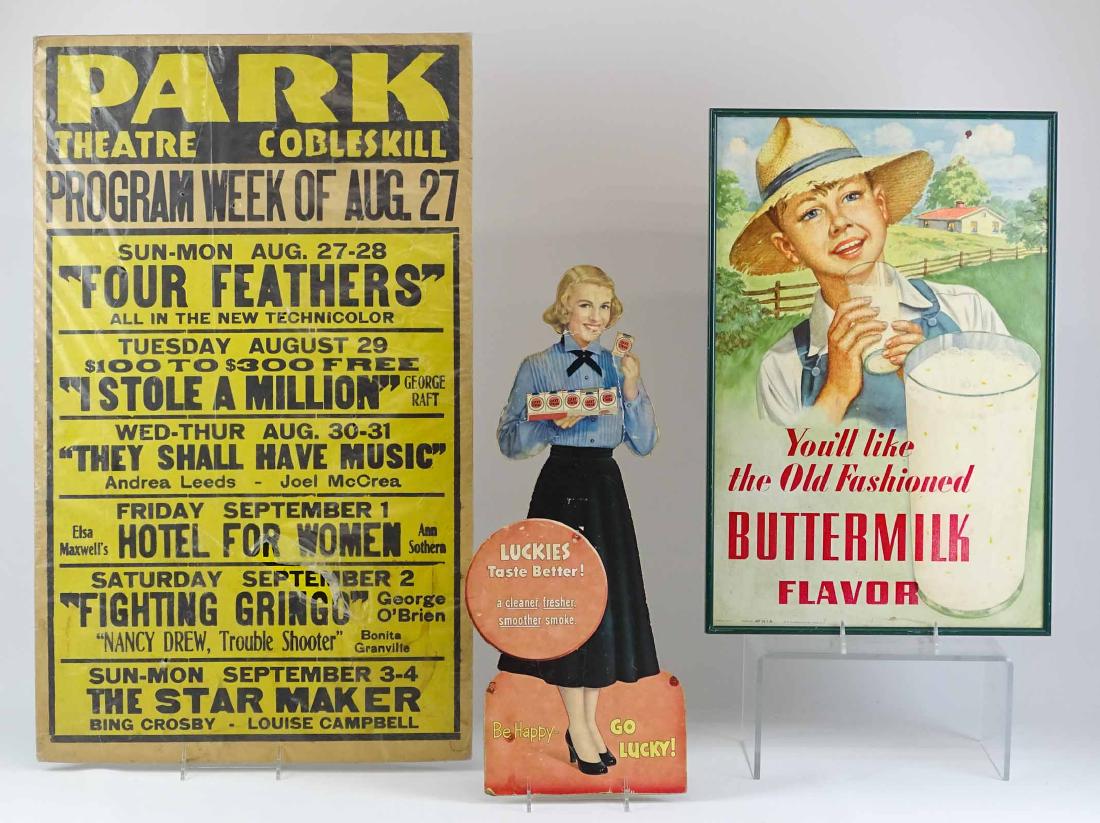 PARK
THEATRE COBLESKILL
PROGRAM WEEK OF AUG. 27
SUN-MON AUG. 27-28
"FOUR FEATHERS"
ALL IN THE NEW TECHNICOLOR
TUESDAY AUGUST 29
$100 TO $300 FREE
"I STOLE A MILLION" GEORGE RAFT
WED-THUR AUG. 30-31
"THEY SHALL HAVE MUSIC"
Andrea Leeds - Joel McCrea
FRIDAY SEPTEMBER 1
Elsa Maxwell's HOTEL FOR WOMEN Ann Sothern
SATURDAY SEPTEMBER 2
"FIGHTING GRINGO" George O'Brien
"NANCY DREW, Trouble Shooter" Bonita Granville
SUN-MON SEPTEMBER 3-4
THE STAR MAKER
BING CROSBY - LOUISE CAMPBELL
LUCKIES
Taste Better!
a cleaner, fresher,
smoother smoke.
Be Happy-
GO
LUCKY!
You'll like
the Old Fashioned
BUTTERMILK
FLAVOR